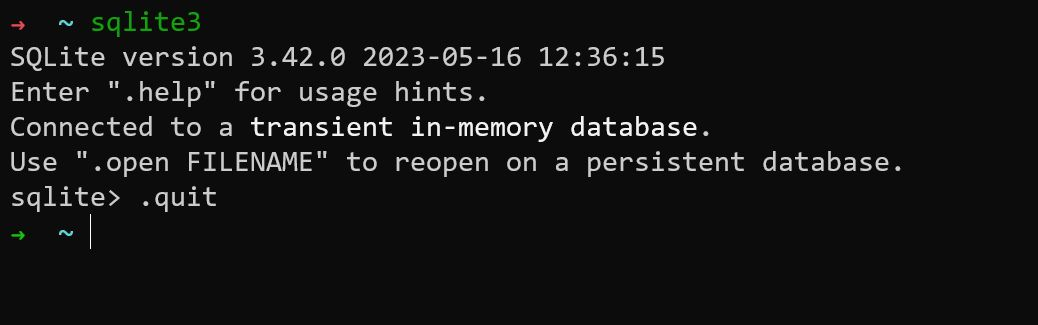 → ~ sqlite3
SQLite version 3.42.0 2023-05-16 12:36:15
Enter ".help" for usage hints.
Connected to a transient in-memory database.
Use ".open FILENAME" to reopen on a persistent database.
sqlite> .quit
→ ~